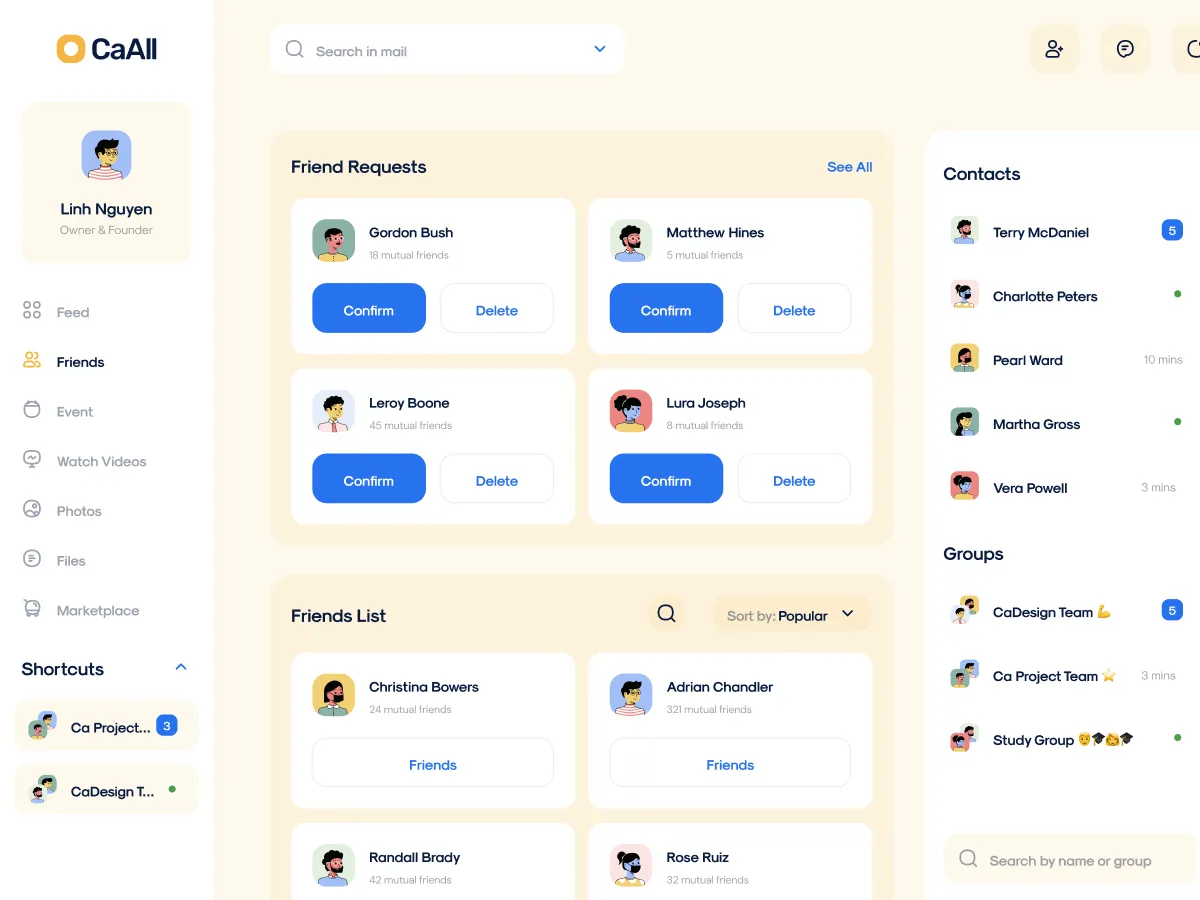 CaAll
Linh Nguyen
Owner & Founder
Feed
Friends
Event
Watch Videos
Photos
Files
Marketplace
Shortcuts
Ca Project... 3
CaDesign T...
Search in mail
Friend Requests
See All
Gordon Bush
18 mutual friends
Confirm
Delete
Matthew Hines
5 mutual friends
Confirm
Delete
Leroy Boone
45 mutual friends
Confirm
Delete
Lura Joseph
8 mutual friends
Confirm
Delete
Friends List
Sort by: Popular
Christina Bowers
24 mutual friends
Friends
Adrian Chandler
321 mutual friends
Friends
Randall Brady
42 mutual friends
Rose Ruiz
32 mutual friends
Contacts
Terry McDaniel 5
Charlotte Peters
Pearl Ward 10 mins
Martha Gross
Vera Powell 3 mins
Groups
CaDesign Team 💪 5
Ca Project Team ⭐ 3 mins
Study Group 👨‍🎓👩‍🎓
Search by name or group